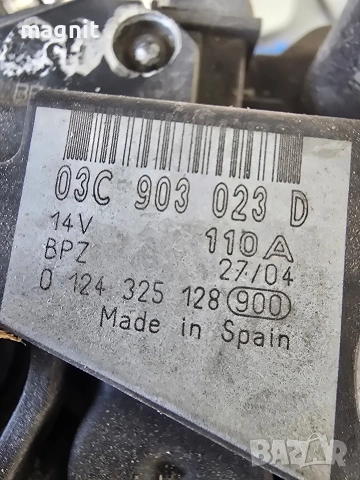 magnit
03C 903 023 D
14V 110A
BPZ 27/04
0 124 325 128 900
Made in Spain
BAZAR